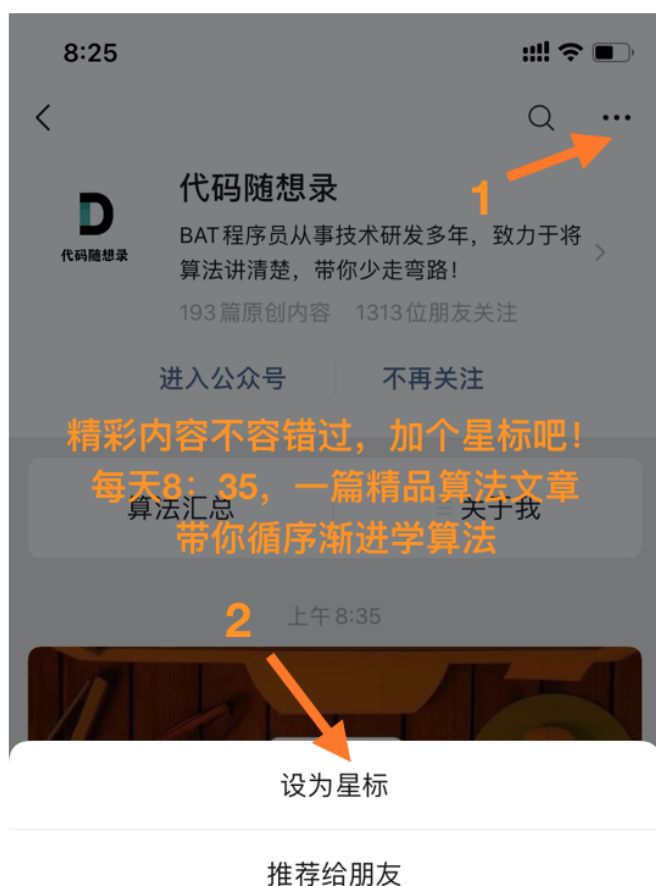 8:25
1
代码随想录
D
代码随想录
BAT程序员从事技术研发多年，致力于将
算法讲清楚，带你少走弯路！
193篇原创内容 1313位朋友关注
进入公众号 不再关注
精彩内容不容错过，加个星标吧！
每天8：35，一篇精品算法文章
算法汇总 关于我
带你循序渐进学算法
2
上午8:35
设为星标
推荐给朋友